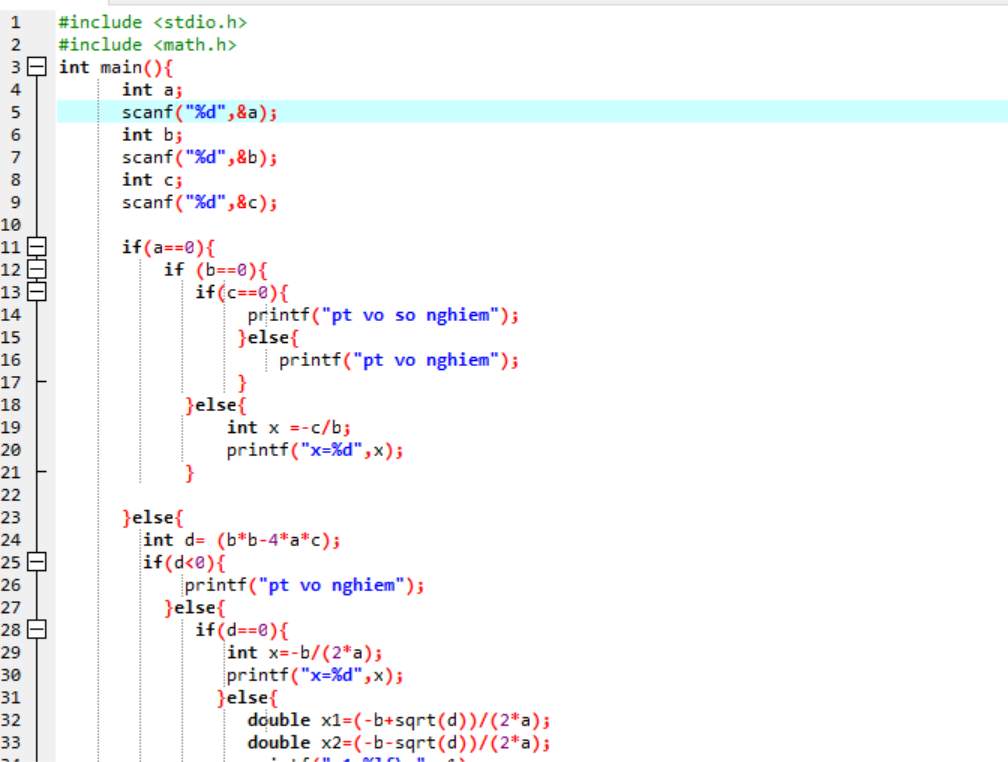 1 #include <stdio.h>
2 #include <math.h>
3 int main(){
4 int a;
5 scanf("%d",&a);
6 int b;
7 scanf("%d",&b);
8 int c;
9 scanf("%d",&c);
10
11 if(a==0){
12 if (b==0){
13 if(c==0){
14 printf("pt vo so nghiem");
15 }else{
16 printf("pt vo nghiem");
17 }
18 }else{
19 int x =-c/b;
20 printf("x=%d",x);
21 }
22
23 }else{
24 int d= (b*b-4*a*c);
25 if(d<0){
26 printf("pt vo nghiem");
27 }else{
28 if(d==0){
29 int x=-b/(2*a);
30 printf("x=%d",x);
31 }else{
32 double x1=(-b+sqrt(d))/(2*a);
33 double x2=(-b-sqrt(d))/(2*a);